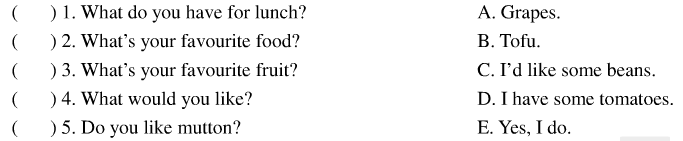 ( ) 1. What do you have for lunch? A. Grapes.
( ) 2. What's your favourite food? B. Tofu.
( ) 3. What's your favourite fruit? C. I'd like some beans.
( ) 4. What would you like? D. I have some tomatoes.
( ) 5. Do you like mutton? E. Yes, I do.